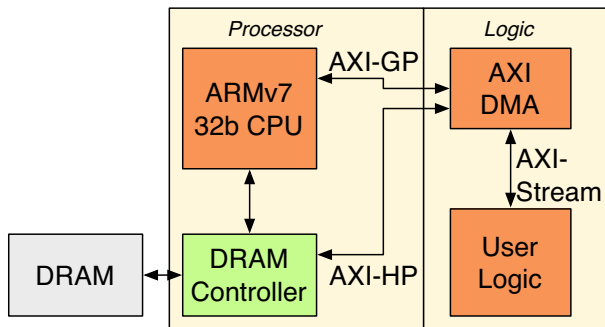 Processor
Logic
AXI-GP
ARMv7
32b CPU
AXI
DMA
AXI-
Stream
DRAM
DRAM
Controller
AXI-HP
User
Logic